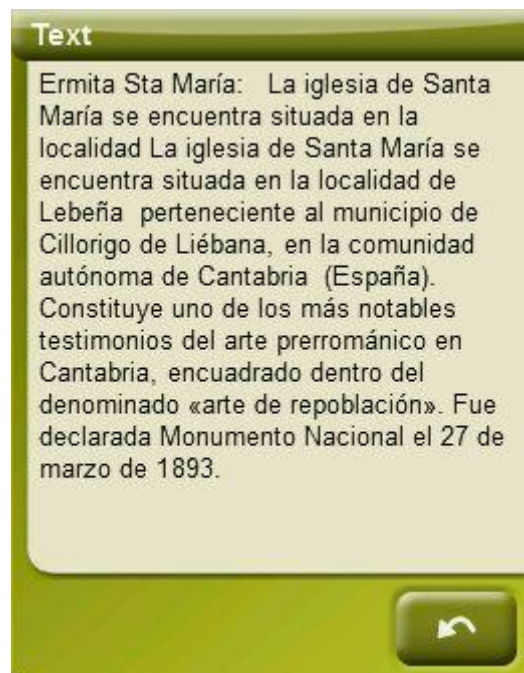 Text
Ermita Sta María:   La iglesia de Santa
María se encuentra situada en la
localidad La iglesia de Santa María se
encuentra situada en la localidad de
Lebeña  perteneciente al municipio de
Cillorigo de Liébana, en la comunidad
autónoma de Cantabria  (España).
Constituye uno de los más notables
testimonios del arte prerrománico en
Cantabria, encuadrado dentro del
denominado «arte de repoblación». Fue
declarada Monumento Nacional el 27 de
marzo de 1893.